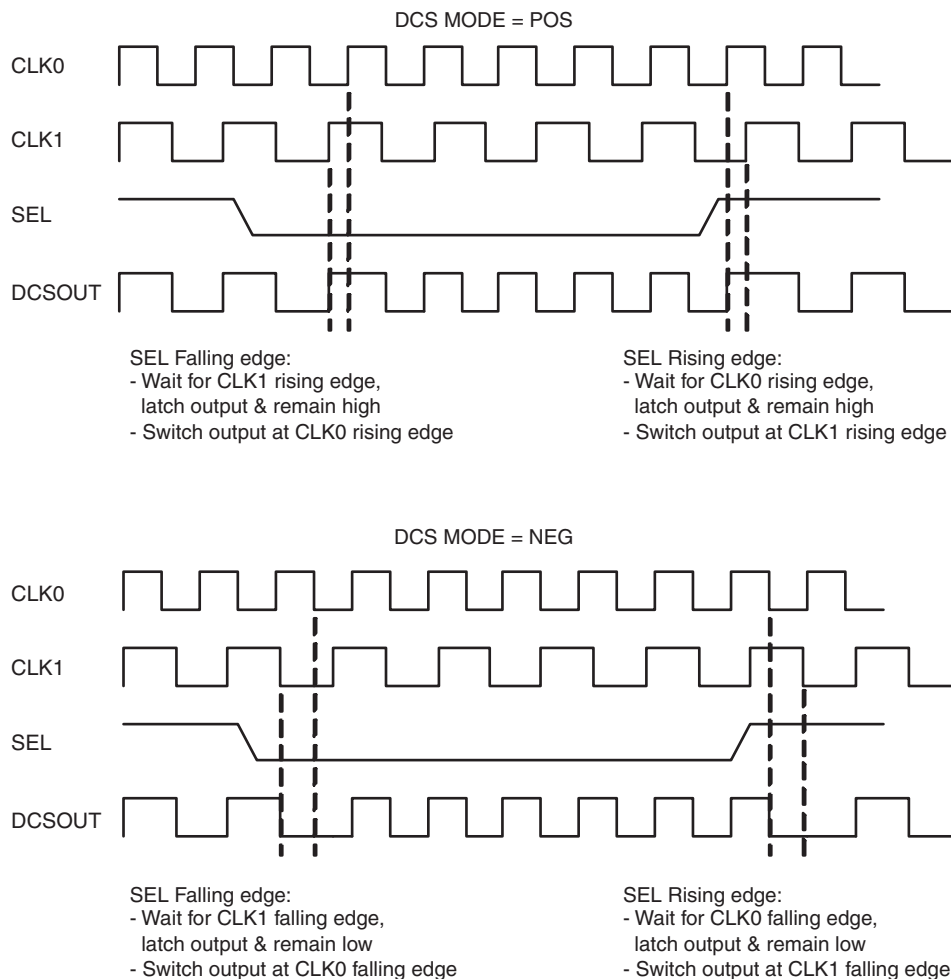 DCS MODE = POS
CLK0
CLK1
SEL
DCSOUT
SEL Falling edge:
- Wait for CLK1 rising edge,
latch output & remain high
- Switch output at CLK0 rising edge
SEL Rising edge:
- Wait for CLK0 rising edge,
latch output & remain high
- Switch output at CLK1 rising edge
DCS MODE = NEG
CLK0
CLK1
SEL
DCSOUT
SEL Falling edge:
- Wait for CLK1 falling edge,
latch output & remain low
- Switch output at CLK0 falling edge
SEL Rising edge:
- Wait for CLK0 falling edge,
latch output & remain low
- Switch output at CLK1 falling edge